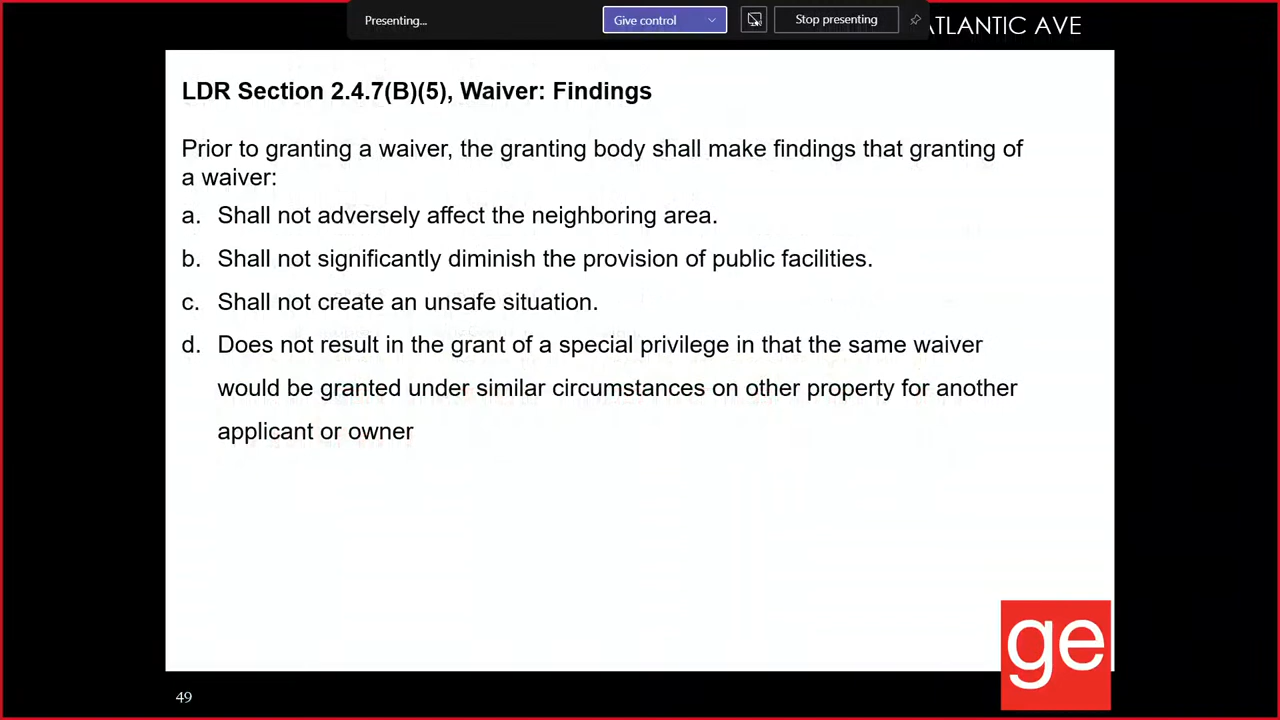 Presenting...
Give control
Stop presenting
ATLANTIC AVE
LDR Section 2.4.7(B)(5), Waiver: Findings
Prior to granting a waiver, the granting body shall make findings that granting of
a waiver:
a. Shall not adversely affect the neighboring area.
b. Shall not significantly diminish the provision of public facilities.
c. Shall not create an unsafe situation.
d. Does not result in the grant of a special privilege in that the same waiver
would be granted under similar circumstances on other property for another
applicant or owner
ge
49